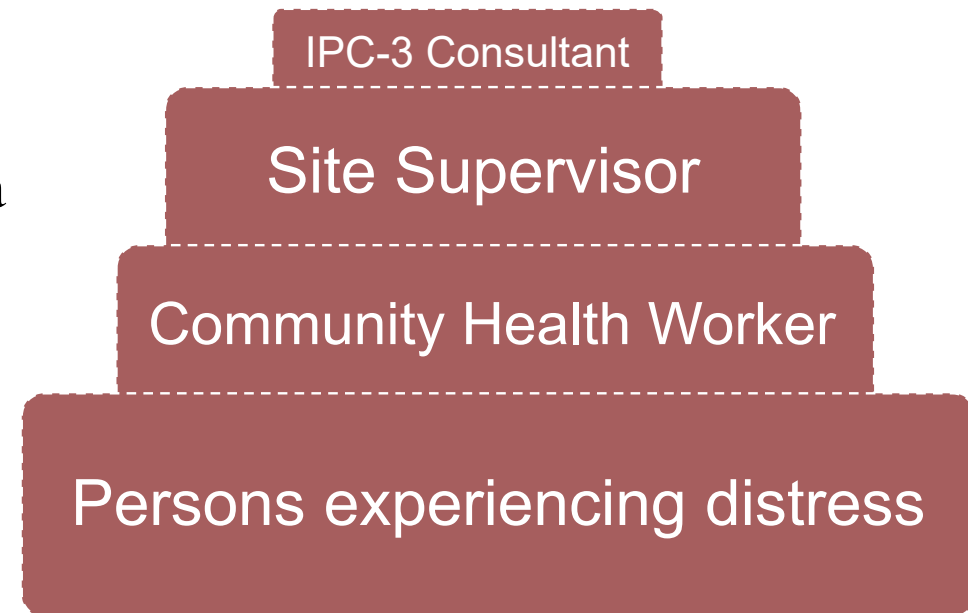 IPC-3 Consultant
Site Supervisor
Community Health Worker
Persons experiencing distress